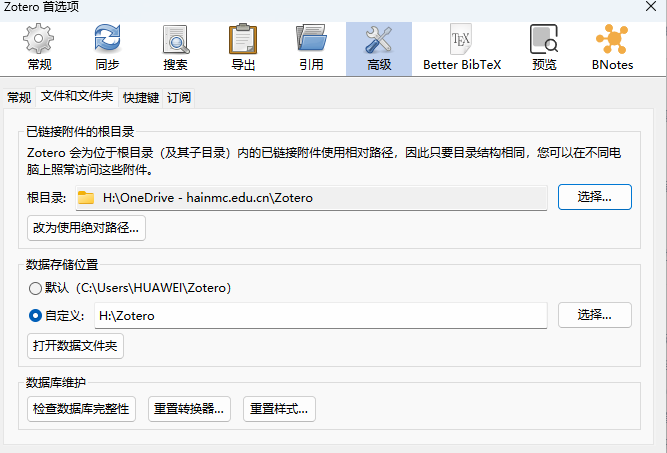 Zotero 首选项
常规 同步 搜索 导出 引用 高级 Better BibTeX 预览 BNotes
常规 文件和文件夹 快捷键 订阅
已链接附件的根目录
Zotero 会为位于根目录（及其子目录）内的已链接附件使用相对路径，因此只要目录结构相同，您可以在不同电
脑上照常访问这些附件。
根目录: H:\OneDrive - hainmc.edu.cn\Zotero 选择...
改为使用绝对路径...
数据存储位置
默认（C:\Users\HUAWEI\Zotero）
自定义: H:\Zotero 选择...
打开数据文件夹
数据库维护
检查数据库完整性 重置转换器... 重置样式...